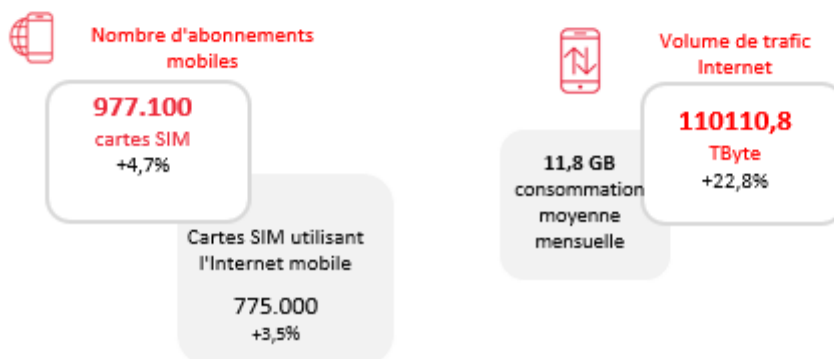 Nombre d'abonnements
mobiles
977.100
cartes SIM
+4,7%
Cartes SIM utilisant
l'Internet mobile
775.000
+3,5%
Volume de trafic
Internet
110110,8
TByte
+22,8%
11,8 GB
consommation
moyenne
mensuelle